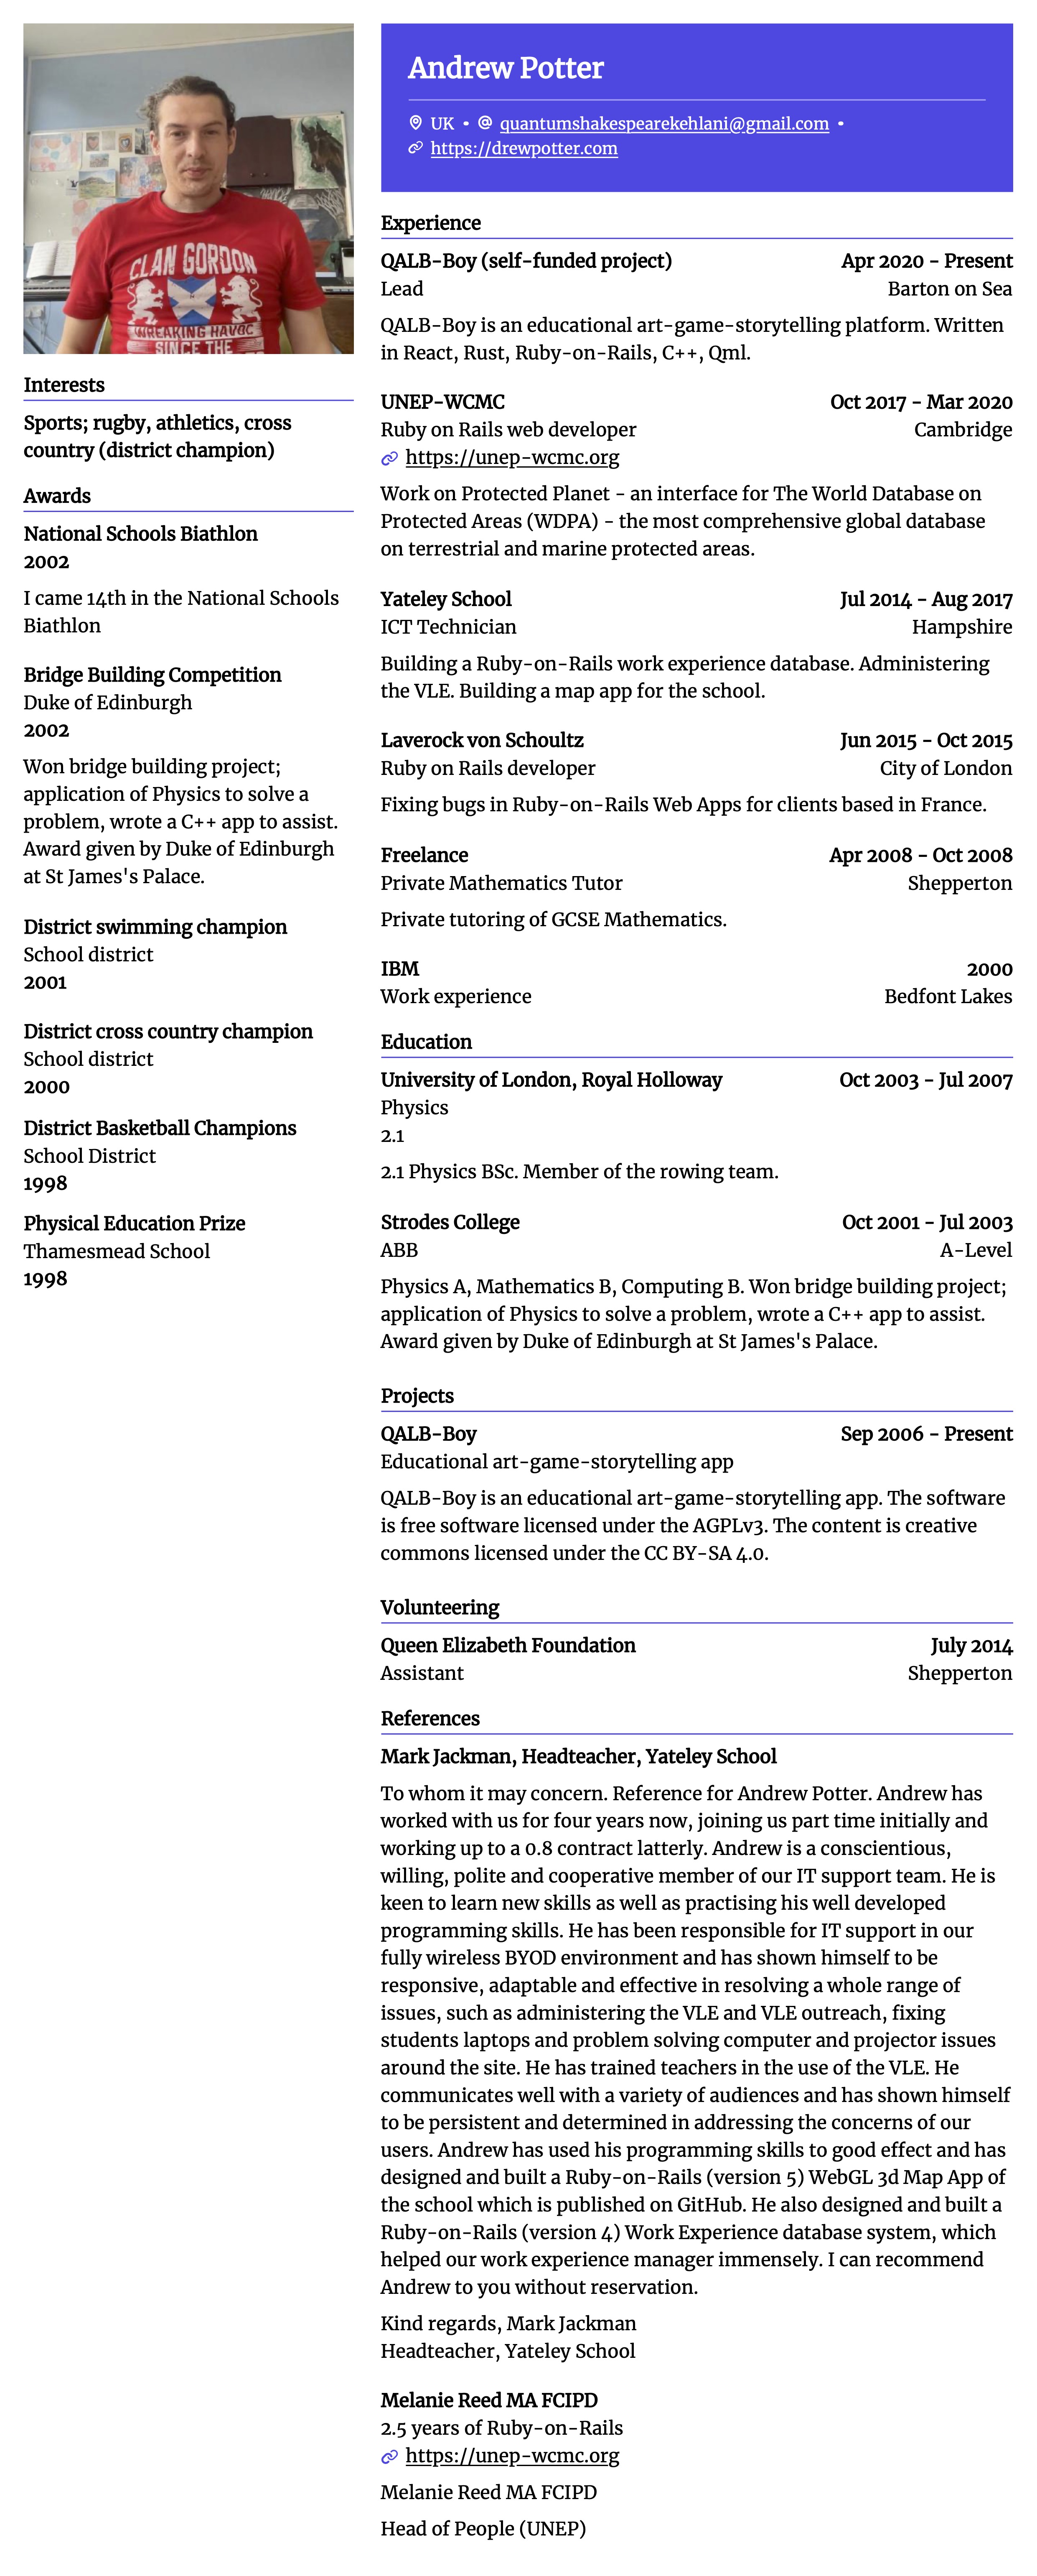 CLAN GORDON
WREAKING HAVOC
SINCE THE
Interests
Sports; rugby, athletics, cross
country (district champion)
Awards
National Schools Biathlon
2002
I came 14th in the National Schools
Biathlon
Bridge Building Competition
Duke of Edinburgh
2002
Won bridge building project;
application of Physics to solve a
problem, wrote a C++ app to assist.
Award given by Duke of Edinburgh
at St James's Palace.
District swimming champion
School district
2001
District cross country champion
School district
2000
District Basketball Champions
School District
1998
Physical Education Prize
Thamesmead School
1998
Andrew Potter
UK • @ quantumshakespearekehlani@gmail.com •
https://drewpotter.com
Experience
QALB-Boy (self-funded project) Apr 2020 - Present
Lead Barton on Sea
QALB-Boy is an educational art-game-storytelling platform. Written
in React, Rust, Ruby-on-Rails, C++, Qml.
UNEP-WCMC Oct 2017 - Mar 2020
Ruby on Rails web developer Cambridge
https://unep-wcmc.org
Work on Protected Planet - an interface for The World Database on
Protected Areas (WDPA) - the most comprehensive global database
on terrestrial and marine protected areas.
Yateley School Jul 2014 - Aug 2017
ICT Technician Hampshire
Building a Ruby-on-Rails work experience database. Administering
the VLE. Building a map app for the school.
Laverock von Schoultz Jun 2015 - Oct 2015
Ruby on Rails developer City of London
Fixing bugs in Ruby-on-Rails Web Apps for clients based in France.
Freelance Apr 2008 - Oct 2008
Private Mathematics Tutor Shepperton
Private tutoring of GCSE Mathematics.
IBM 2000
Work experience Bedfont Lakes
Education
University of London, Royal Holloway Oct 2003 - Jul 2007
Physics
2.1
2.1 Physics BSc. Member of the rowing team.
Strodes College Oct 2001 - Jul 2003
ABB A-Level
Physics A, Mathematics B, Computing B. Won bridge building project;
application of Physics to solve a problem, wrote a C++ app to assist.
Award given by Duke of Edinburgh at St James's Palace.
Projects
QALB-Boy Sep 2006 - Present
Educational art-game-storytelling app
QALB-Boy is an educational art-game-storytelling app. The software
is free software licensed under the AGPLv3. The content is creative
commons licensed under the CC BY-SA 4.0.
Volunteering
Queen Elizabeth Foundation July 2014
Assistant Shepperton
References
Mark Jackman, Headteacher, Yateley School
To whom it may concern. Reference for Andrew Potter. Andrew has
worked with us for four years now, joining us part time initially and
working up to a 0.8 contract latterly. Andrew is a conscientious,
willing, polite and cooperative member of our IT support team. He is
keen to learn new skills as well as practising his well developed
programming skills. He has been responsible for IT support in our
fully wireless BYOD environment and has shown himself to be
responsive, adaptable and effective in resolving a whole range of
issues, such as administering the VLE and VLE outreach, fixing
students laptops and problem solving computer and projector issues
around the site. He has trained teachers in the use of the VLE. He
communicates well with a variety of audiences and has shown himself
to be persistent and determined in addressing the concerns of our
users. Andrew has used his programming skills to good effect and has
designed and built a Ruby-on-Rails (version 5) WebGL 3d Map App of
the school which is published on GitHub. He also designed and built a
Ruby-on-Rails (version 4) Work Experience database system, which
helped our work experience manager immensely. I can recommend
Andrew to you without reservation.
Kind regards, Mark Jackman
Headteacher, Yateley School
Melanie Reed MA FCIPD
2.5 years of Ruby-on-Rails
https://unep-wcmc.org
Melanie Reed MA FCIPD
Head of People (UNEP)